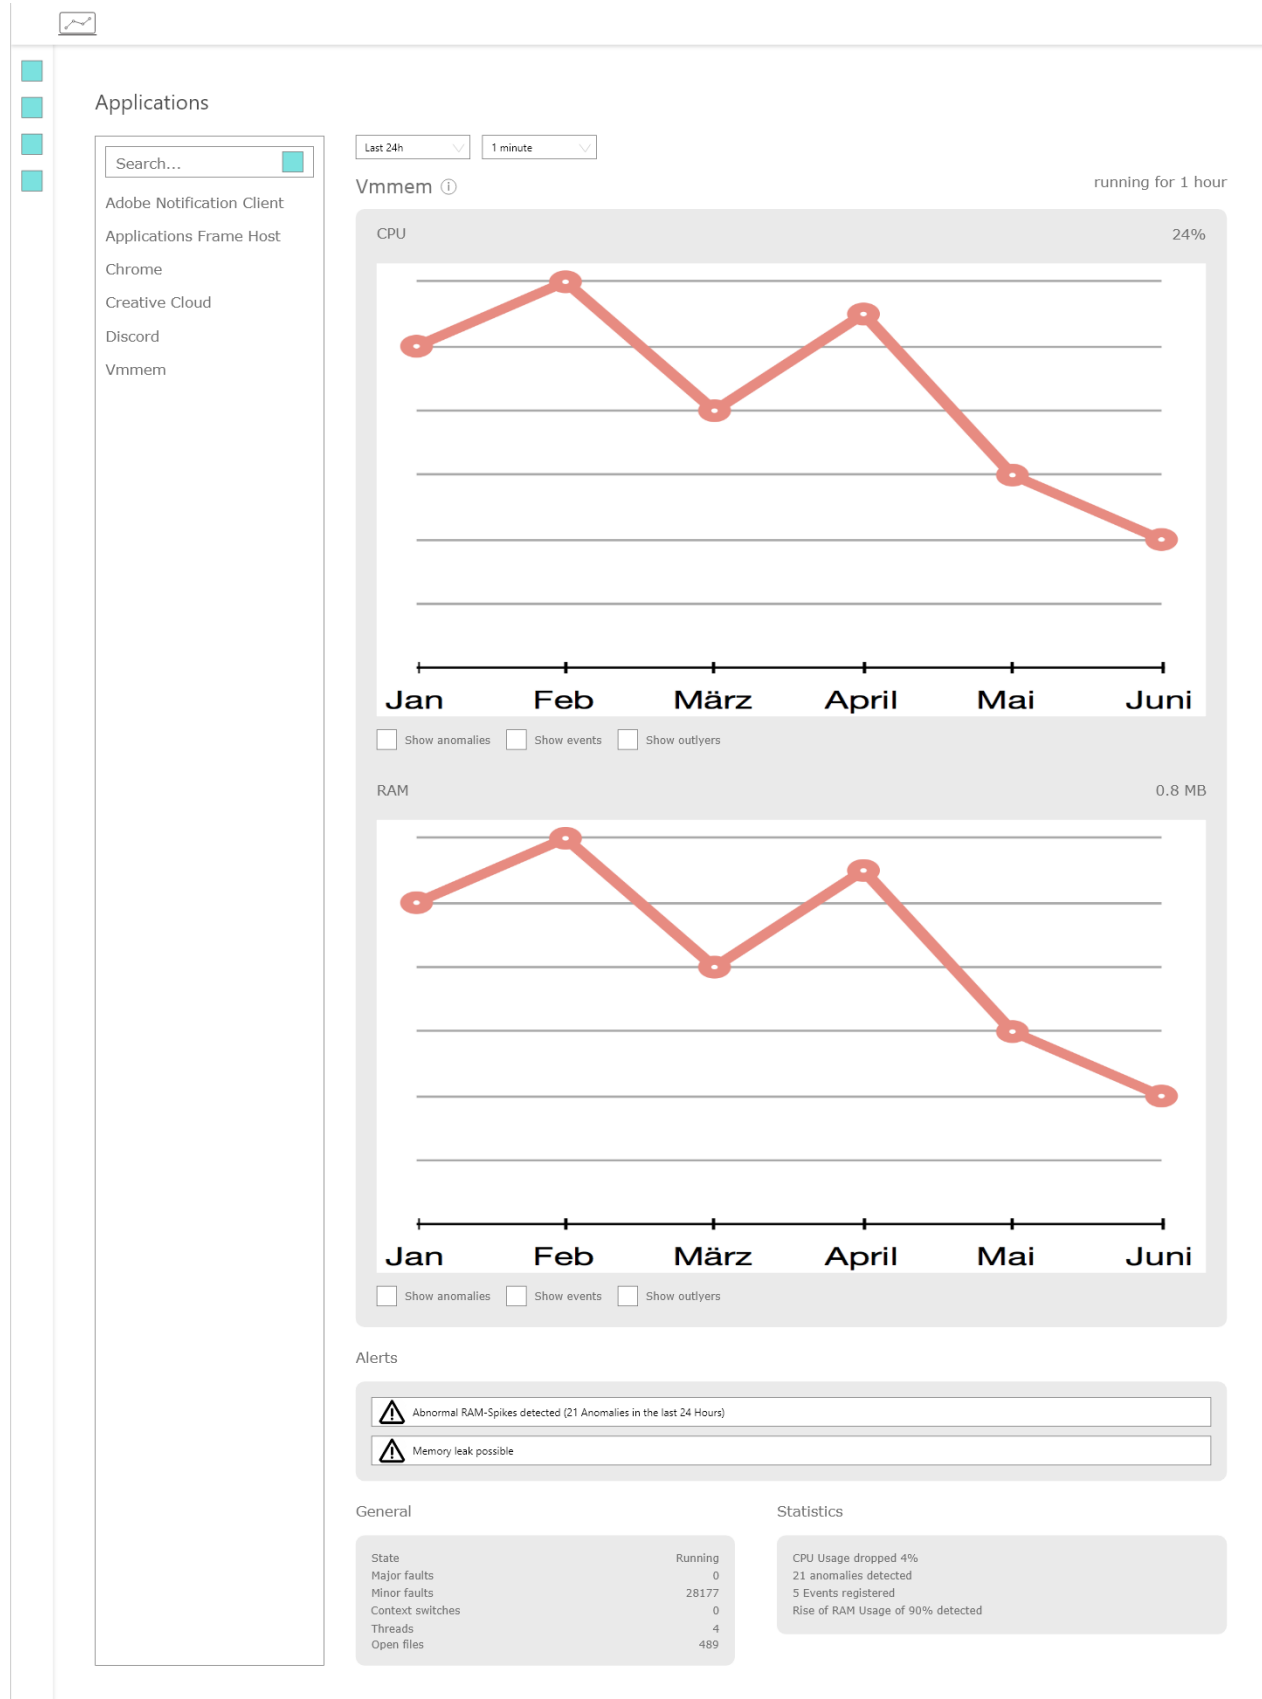 Applications
Search...
Adobe Notification Client
Applications Frame Host
Chrome
Creative Cloud
Discord
Vmmem
Last 24h
1 minute
Vmmem
running for 1 hour
CPU
24%
Jan Feb März April Mai Juni
Show anomalies Show events Show outlyers
RAM
0.8 MB
Jan Feb März April Mai Juni
Show anomalies Show events Show outlyers
Alerts
Abnormal RAM-Spikes detected (21 Anomalies in the last 24 Hours)
Memory leak possible
General
State Running
Major faults 0
Minor faults 28177
Context switches 0
Threads 4
Open files 489
Statistics
CPU Usage dropped 4%
21 anomalies detected
5 Events registered
Rise of RAM Usage of 90% detected